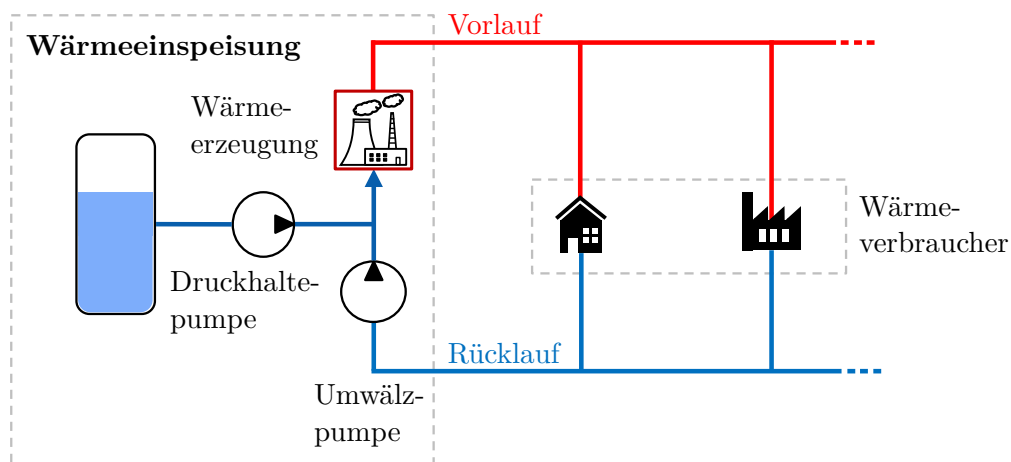 Vorlauf
Wärmeeinspeisung
Wärme-
erzeugung
Wärme-
verbraucher
Druckhalte-
pumpe
Rücklauf
Umwälz-
pumpe